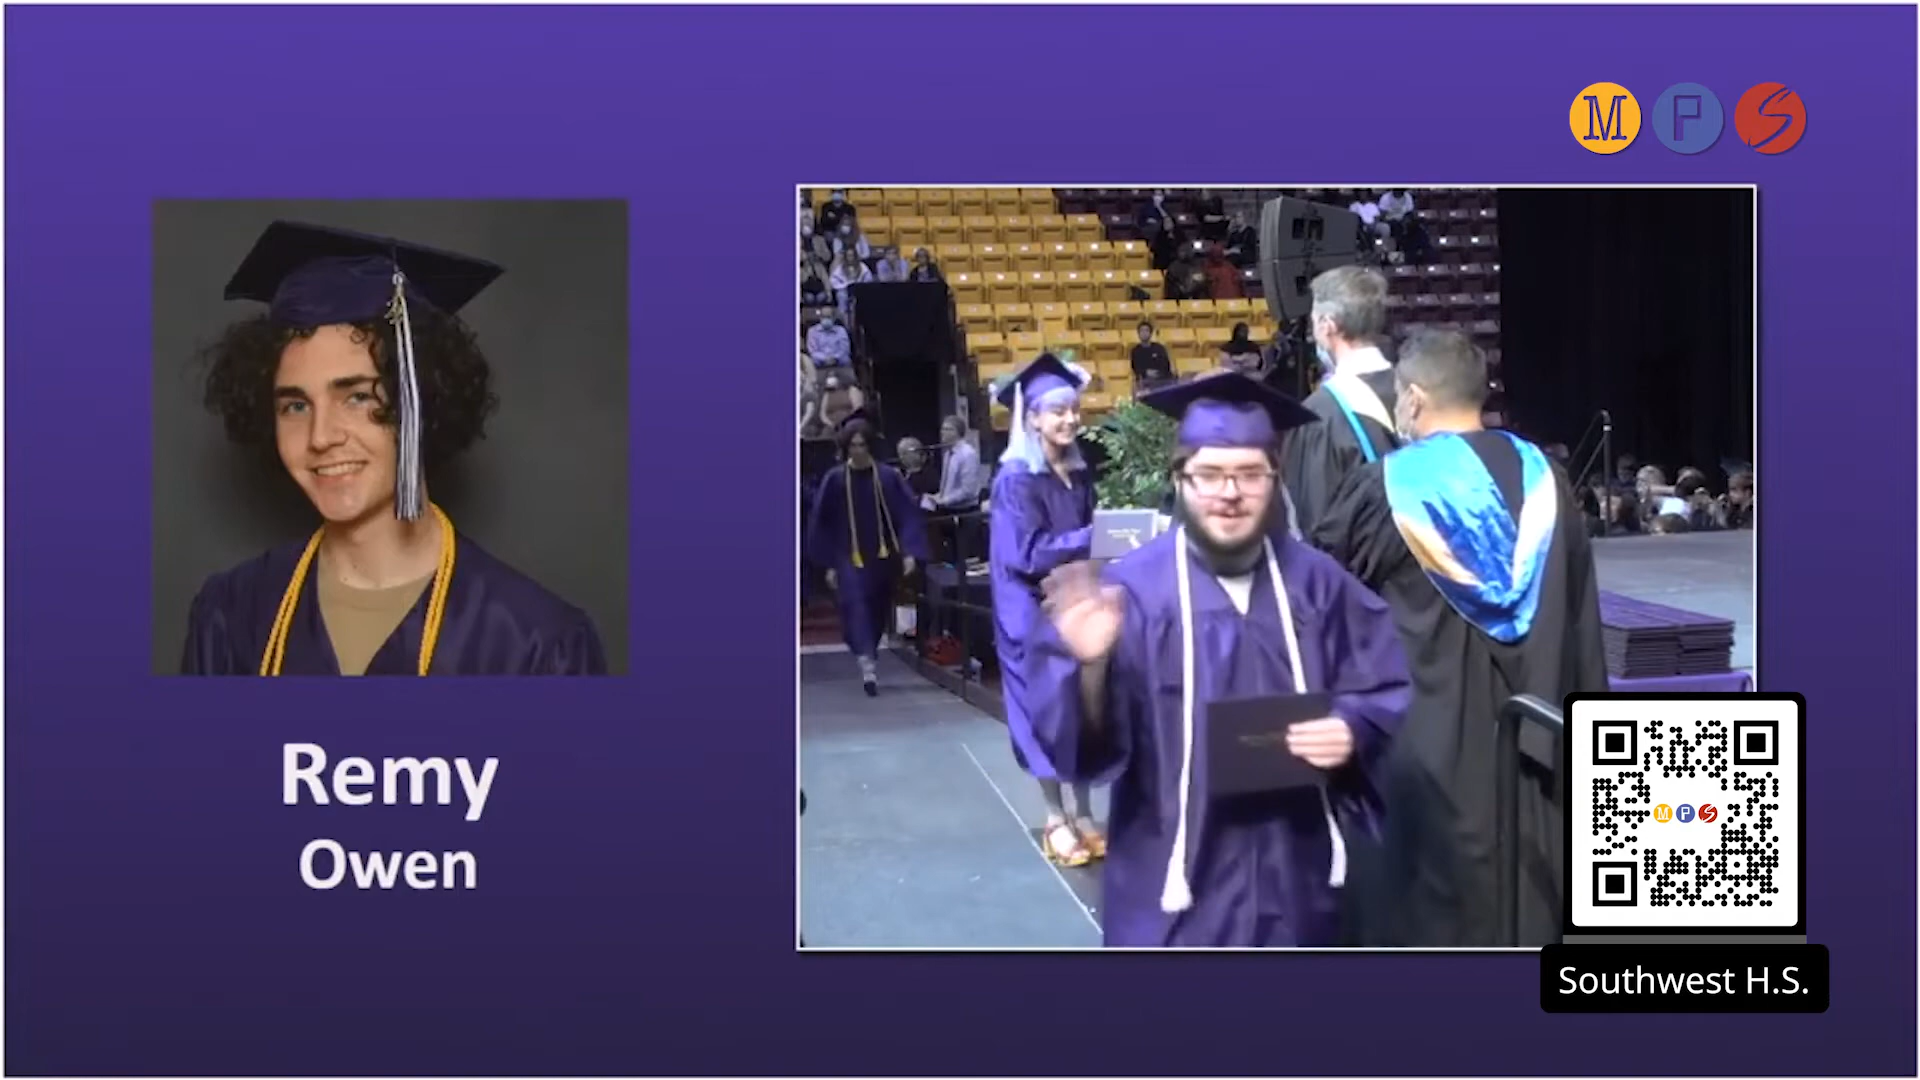 M P S
Remy
Owen
M P S
Southwest H.S.